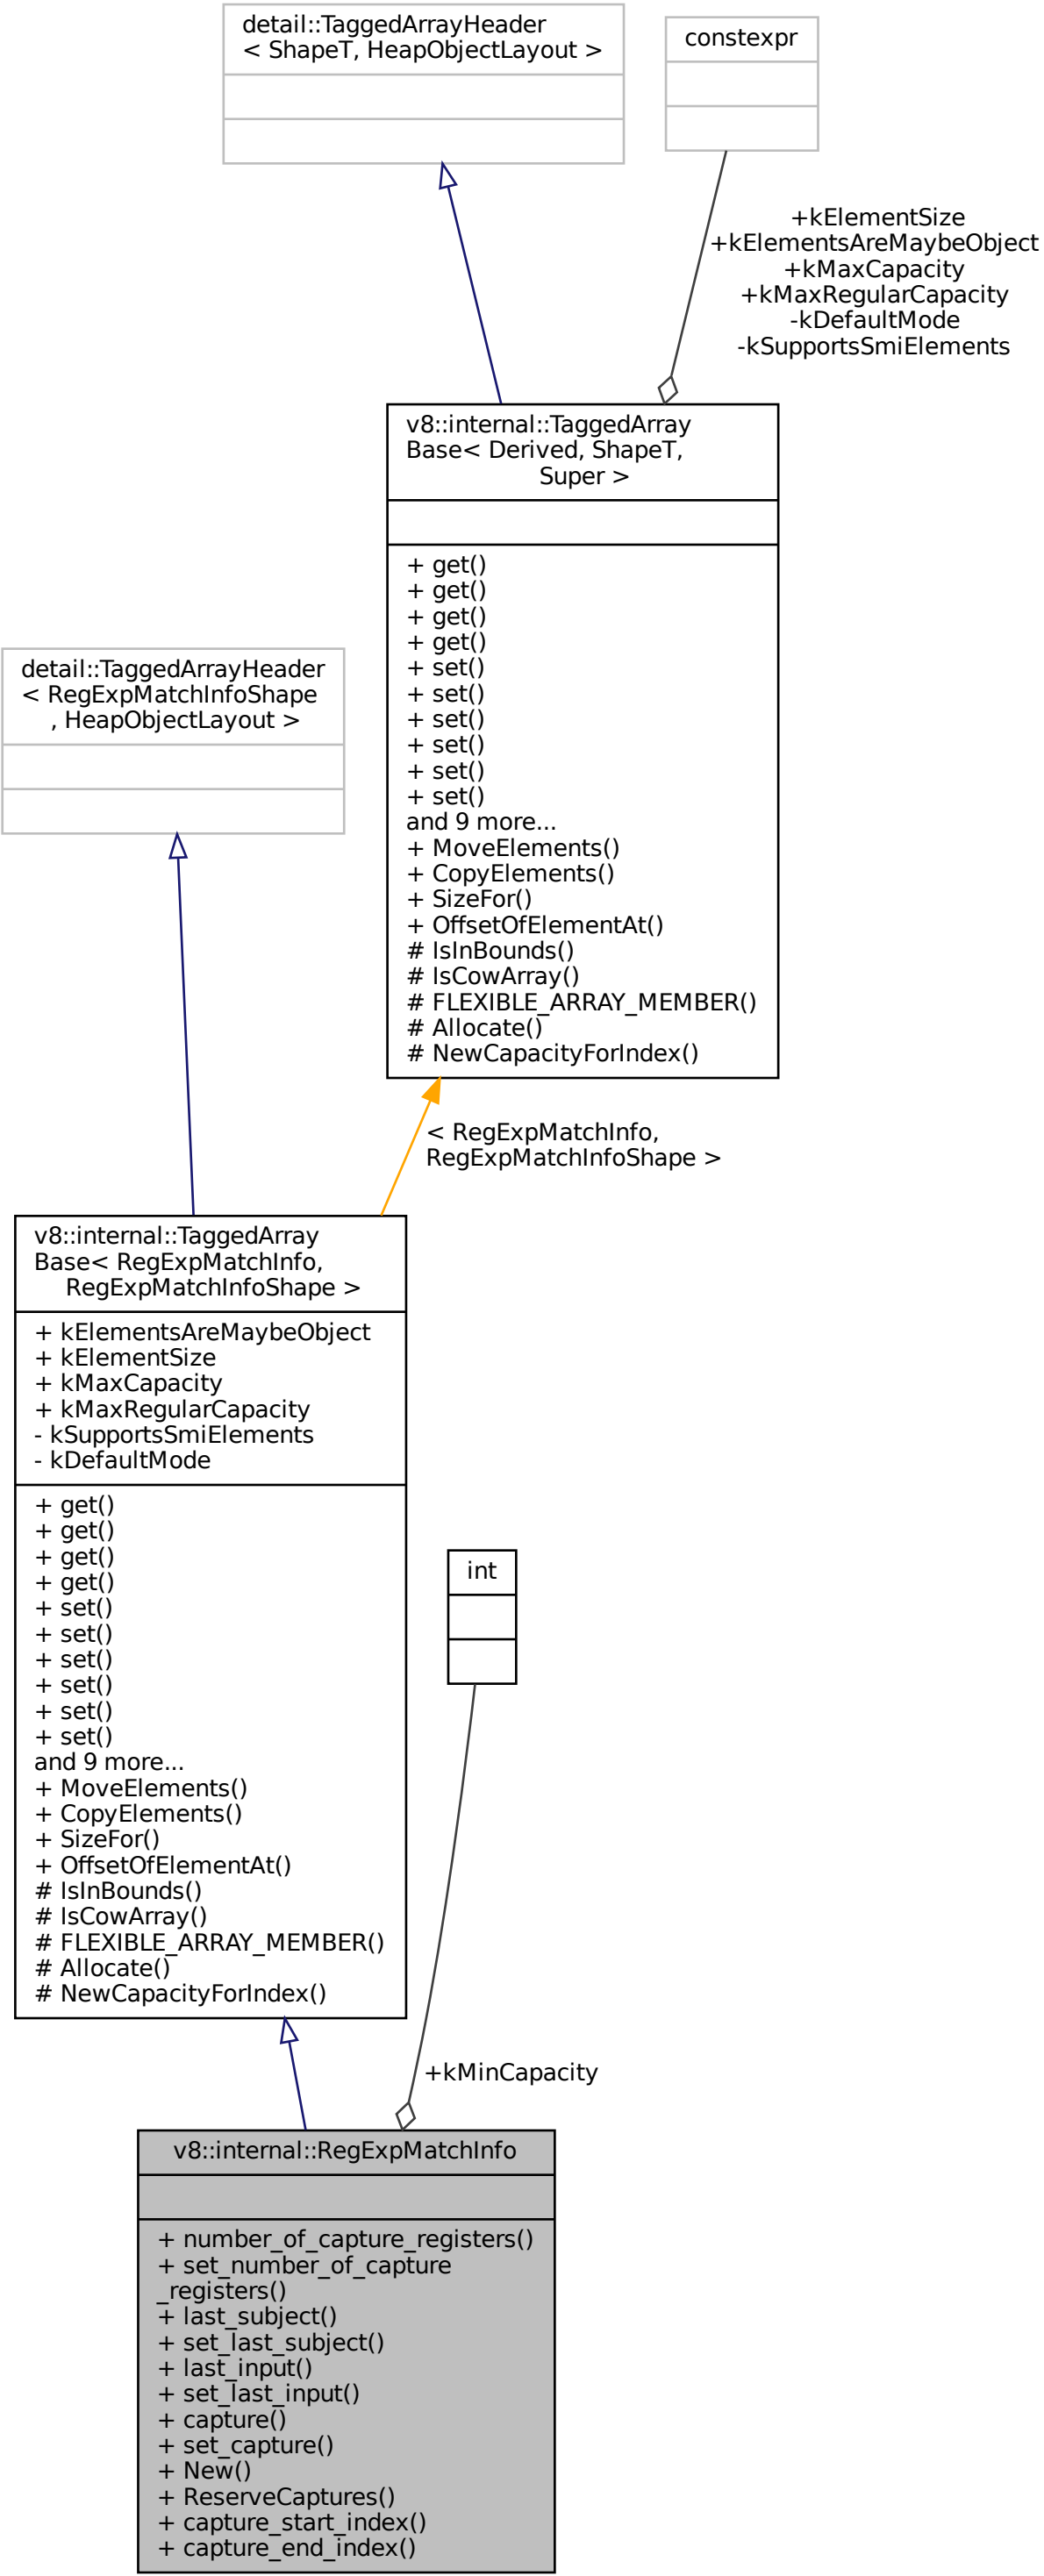 detail::TaggedArrayHeader
< ShapeT, HeapObjectLayout >
constexpr
+kElementSize
+kElementsAreMaybeObject
+kMaxCapacity
+kMaxRegularCapacity
-kDefaultMode
-kSupportsSmiElements
v8::internal::TaggedArray
Base< Derived, ShapeT,
Super >
+ get()
+ get()
+ get()
+ get()
+ set()
+ set()
+ set()
+ set()
+ set()
+ set()
and 9 more...
+ MoveElements()
+ CopyElements()
+ SizeFor()
+ OffsetOfElementAt()
# IsInBounds()
# IsCowArray()
# FLEXIBLE_ARRAY_MEMBER()
# Allocate()
# NewCapacityForIndex()
detail::TaggedArrayHeader
< RegExpMatchInfoShape
, HeapObjectLayout >
< RegExpMatchInfo,
RegExpMatchInfoShape >
v8::internal::TaggedArray
Base< RegExpMatchInfo,
RegExpMatchInfoShape >
+ kElementsAreMaybeObject
+ kElementSize
+ kMaxCapacity
+ kMaxRegularCapacity
- kSupportsSmiElements
- kDefaultMode
+ get()
+ get()
+ get()
+ get()
+ set()
+ set()
+ set()
+ set()
+ set()
+ set()
and 9 more...
+ MoveElements()
+ CopyElements()
+ SizeFor()
+ OffsetOfElementAt()
# IsInBounds()
# IsCowArray()
# FLEXIBLE_ARRAY_MEMBER()
# Allocate()
# NewCapacityForIndex()
int
+kMinCapacity
v8::internal::RegExpMatchInfo
+ number_of_capture_registers()
+ set_number_of_capture
_registers()
+ last_subject()
+ set_last_subject()
+ last_input()
+ set_last_input()
+ capture()
+ set_capture()
+ New()
+ ReserveCaptures()
+ capture_start_index()
+ capture_end_index()